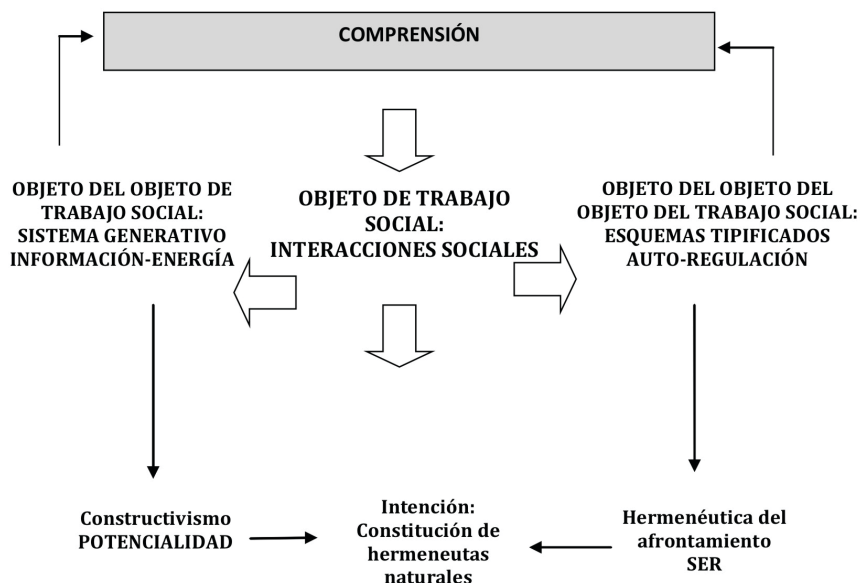 COMPRENSIÓN
OBJETO DEL OBJETO DE
TRABAJO SOCIAL:
SISTEMA GENERATIVO
INFORMACIÓN-ENERGÍA
OBJETO DE TRABAJO
SOCIAL:
INTERACCIONES SOCIALES
OBJETO DEL OBJETO DEL
OBJETO DEL TRABAJO SOCIAL:
ESQUEMAS TIPIFICADOS
AUTO-REGULACIÓN
Constructivismo
POTENCIALIDAD
Intención:
Constitución de
hermeneutas
naturales
Hermenéutica del
afrontamiento
SER